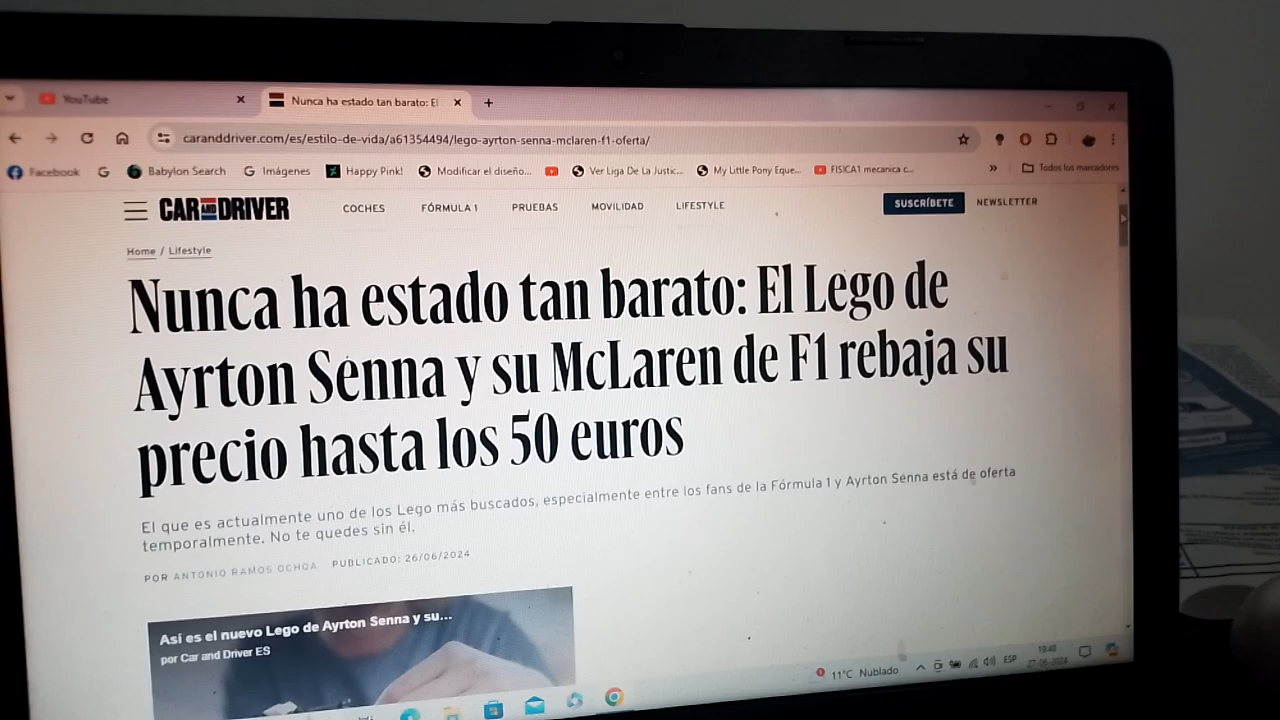 YouTube
Nunca ha estado tan barato: El
caranddriver.com/es/estilo-de-vida/a61354494/lego-ayrton-senna-mclaren-f1-oferta/
Facebook
Babylon Search
Imágenes
Happy Pink!
Modificar el diseño...
Ver Liga De La Justic...
My Little Pony Eque...
FISICA1 mecanica c...
Todos los marcadores
CAR AND DRIVER
COCHES
FÓRMULA 1
PRUEBAS
MOVILIDAD
LIFESTYLE
SUSCRÍBETE
NEWSLETTER
Home / Lifestyle
Nunca ha estado tan barato: El Lego de
Ayrton Senna y su McLaren de F1 rebaja su
precio hasta los 50 euros
El que es actualmente uno de los Lego más buscados, especialmente entre los fans de la Fórmula 1 y Ayrton Senna está de oferta
temporalmente. No te quedes sin él.
POR ANTONIO RAMOS OCHOA PUBLICADO: 26/06/2024
Así es el nuevo Lego de Ayrton Senna y su...
por Car and Driver ES
11°C Nublado
ESP
27-06-2024